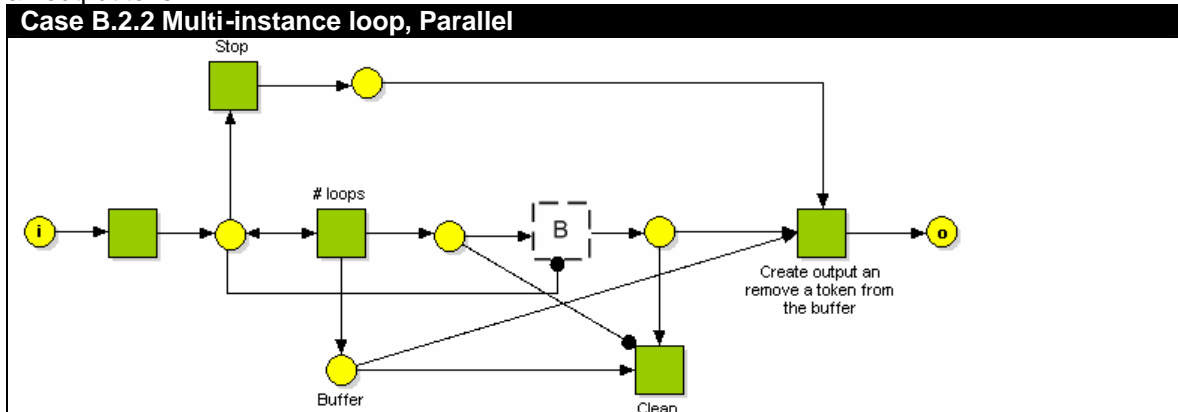 Case B.2.2 Multi-instance loop, Parallel
Stop
# loops
i
B
o
Create output an
remove a token from
the buffer
Buffer
Clean